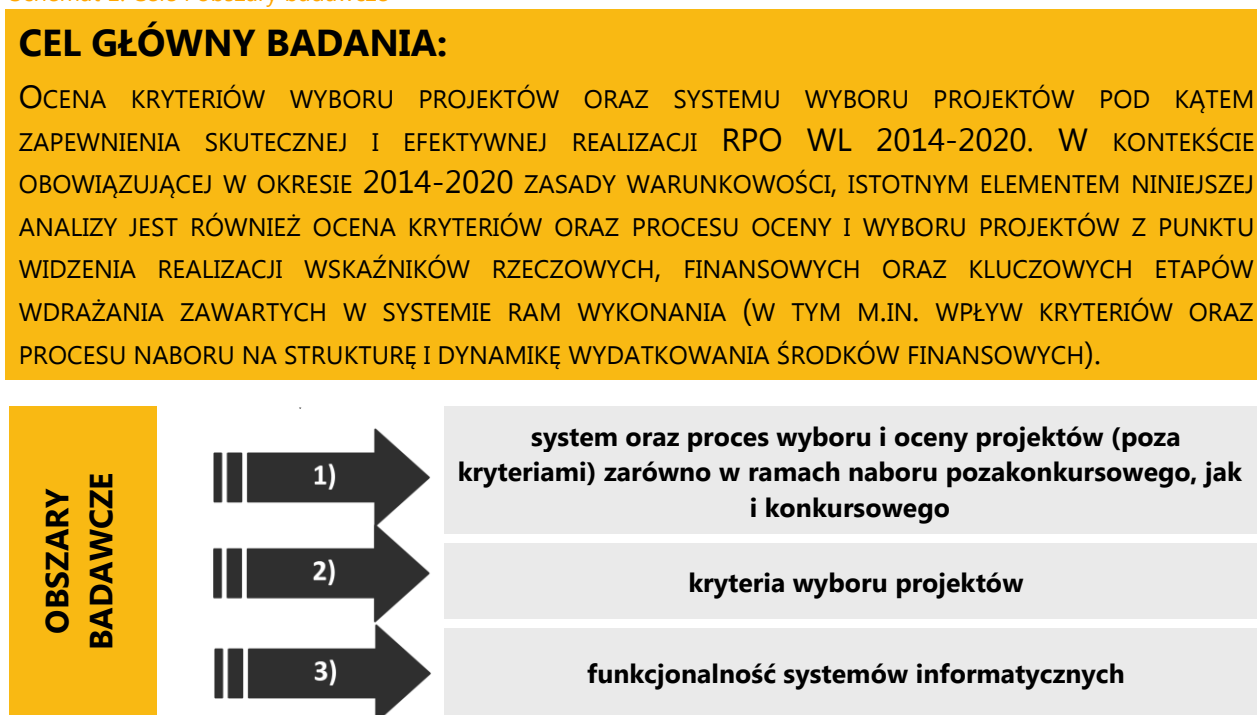 CEL GŁÓWNY BADANIA:
OCENA KRYTERIÓW WYBORU PROJEKTÓW ORAZ SYSTEMU WYBORU PROJEKTÓW POD KĄTEM
ZAPEWNIENIA SKUTECZNEJ I EFEKTYWNEJ REALIZACJI RPO WL 2014-2020. W KONTEKŚCIE
OBOWIĄZUJĄCEJ W OKRESIE 2014-2020 ZASADY WARUNKOWOŚCI, ISTOTNYM ELEMENTEM NINIEJSZEJ
ANALIZY JEST RÓWNIEŻ OCENA KRYTERIÓW ORAZ PROCESU OCENY I WYBORU PROJEKTÓW Z PUNKTU
WIDZENIA REALIZACJI WSKAŹNIKÓW RZECZOWYCH, FINANSOWYCH ORAZ KLUCZOWYCH ETAPÓW
WDRAŻANIA ZAWARTYCH W SYSTEMIE RAM WYKONANIA (W TYM M.IN. WPŁYW KRYTERIÓW ORAZ
PROCESU NABORU NA STRUKTURĘ I DYNAMIKĘ WYDATKOWANIA ŚRODKÓW FINANSOWYCH).
OBSZARY
BADAWCZE
1)
system oraz proces wyboru i oceny projektów (poza
kryteriami) zarówno w ramach naboru pozakonkursowego, jak
i konkursowego
2)
kryteria wyboru projektów
3)
funkcjonalność systemów informatycznych